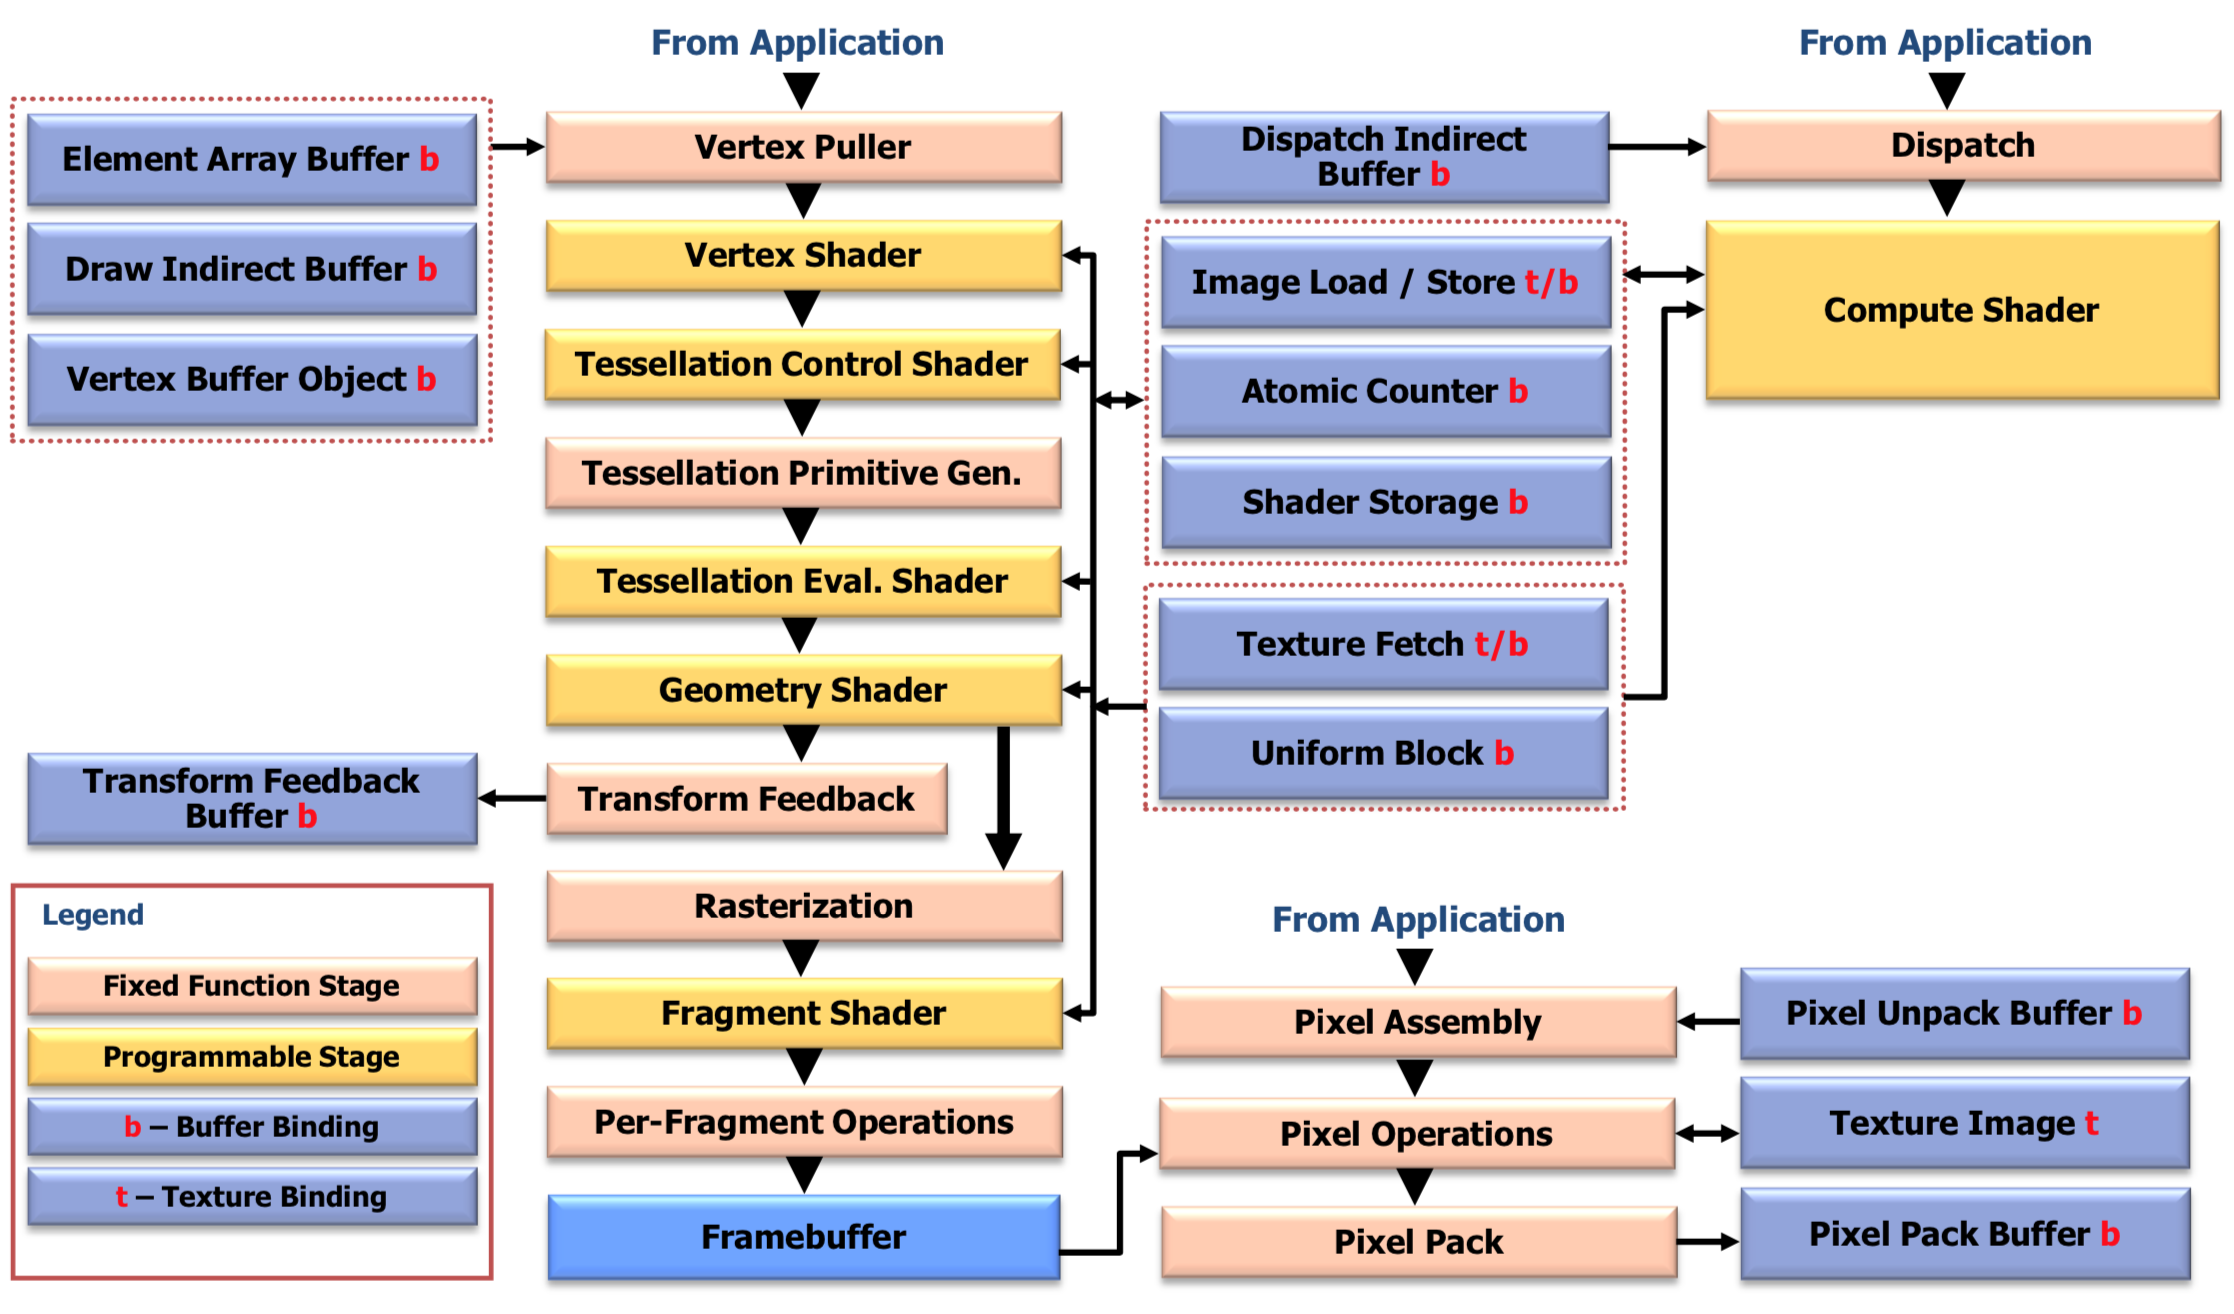 From Application
Vertex Puller
Element Array Buffer b
Draw Indirect Buffer b
Vertex Buffer Object b
Vertex Shader
Tessellation Control Shader
Tessellation Primitive Gen.
Tessellation Eval. Shader
Geometry Shader
Transform Feedback
Transform Feedback
Buffer b
Rasterization
Fragment Shader
Per-Fragment Operations
Framebuffer
Legend
Fixed Function Stage
Programmable Stage
b – Buffer Binding
t – Texture Binding
From Application
Dispatch Indirect
Buffer b
Dispatch
Image Load / Store t/b
Atomic Counter b
Shader Storage b
Compute Shader
Texture Fetch t/b
Uniform Block b
From Application
Pixel Assembly
Pixel Unpack Buffer b
Pixel Operations
Texture Image t
Pixel Pack
Pixel Pack Buffer b